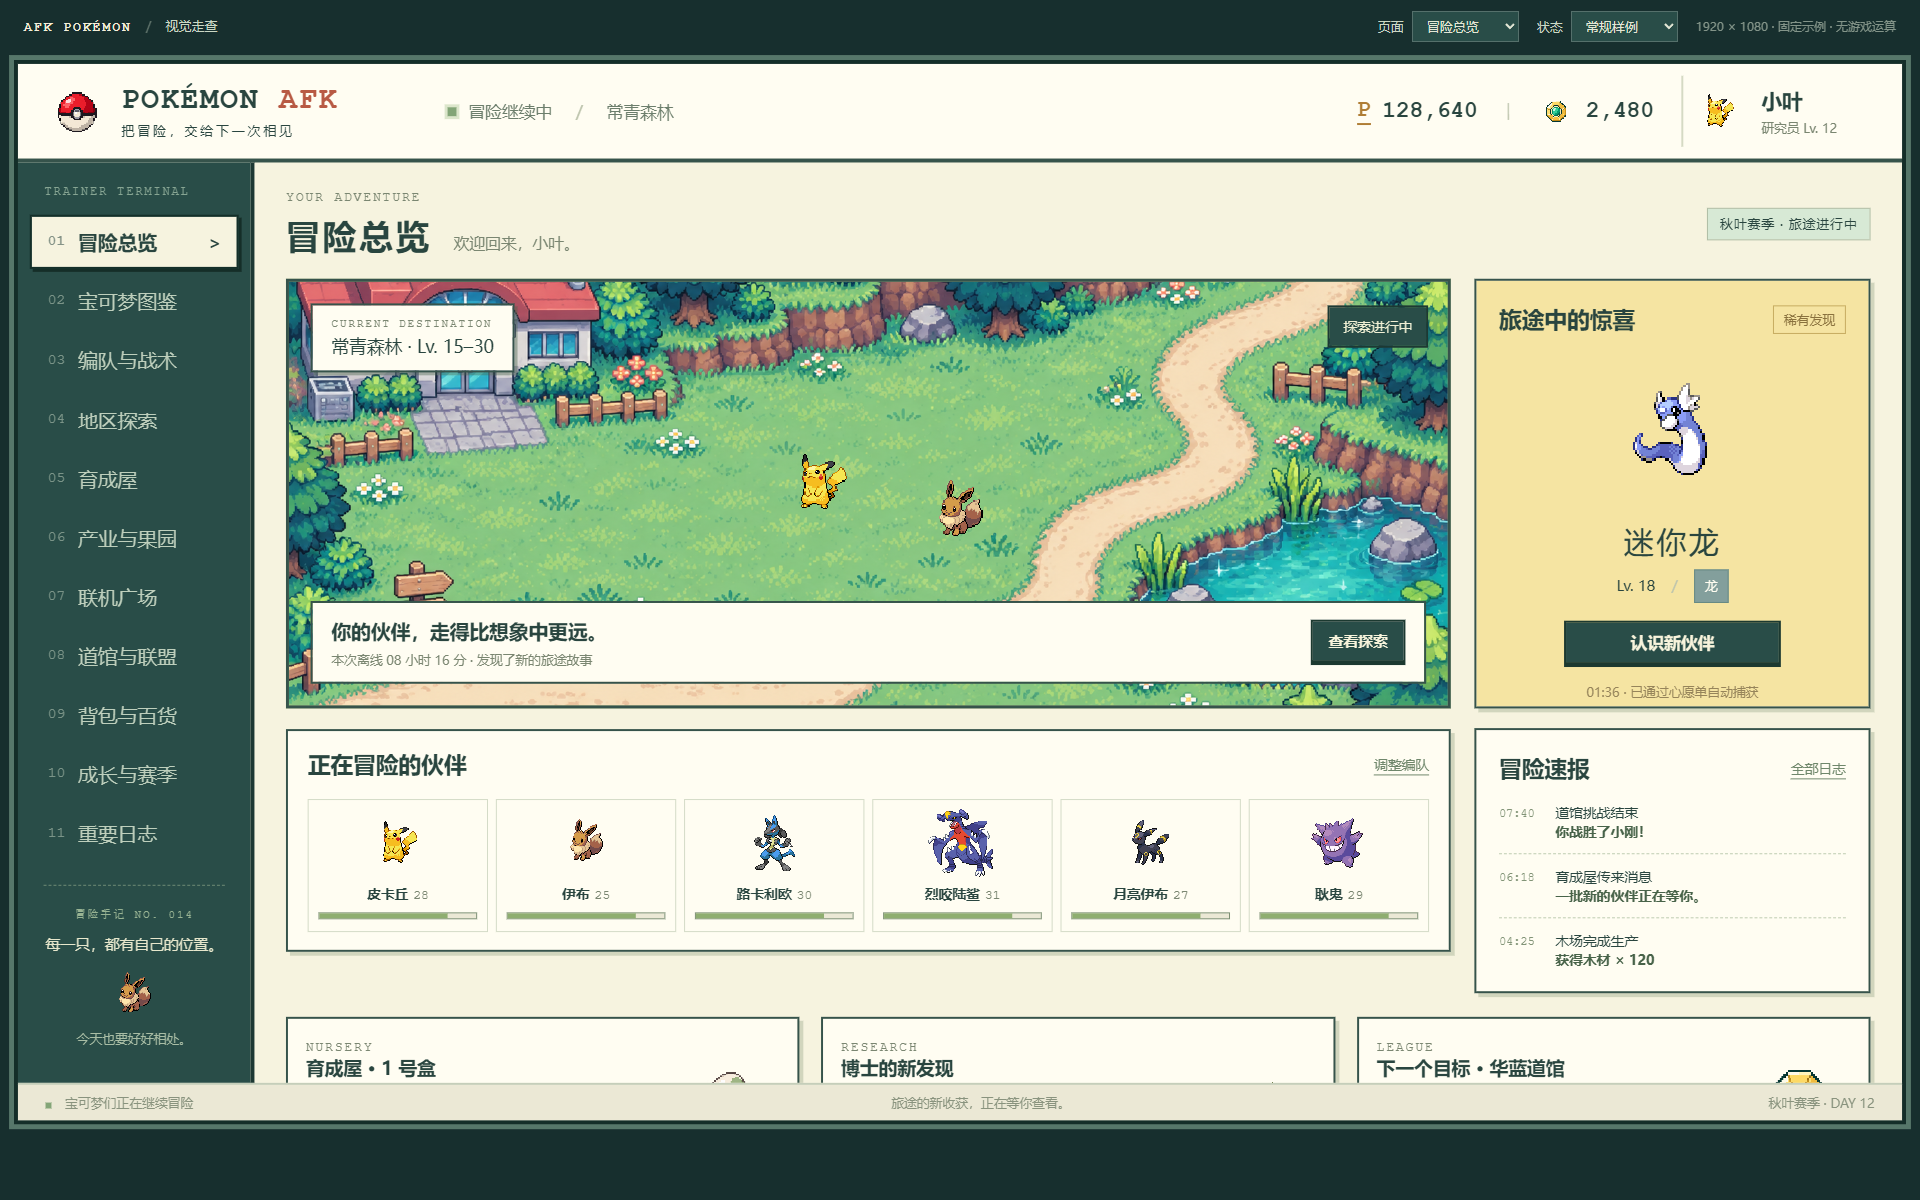 AFK POKÉMON / 视觉走查
页面 冒险总览 状态 常规样例 1920 × 1080 · 固定示例 · 无游戏运算
POKÉMON AFK
把冒险，交给下一次相见
冒险继续中 / 常青森林
P 128,640 | 2,480
小叶
研究员 Lv. 12
TRAINER TERMINAL
01 冒险总览 >
02 宝可梦图鉴
03 编队与战术
04 地区探索
05 育成屋
06 产业与果园
07 联机广场
08 道馆与联盟
09 背包与百货
10 成长与赛季
11 重要日志
冒险手记 NO. 014
每一只，都有自己的位置。
今天也要好好相处。
YOUR ADVENTURE
冒险总览 欢迎回来，小叶。
秋叶赛季 · 旅途进行中
CURRENT DESTINATION
常青森林 · Lv. 15–30
探索进行中
你的伙伴，走得比想象中更远。
本次离线 08 小时 16 分 · 发现了新的旅途故事
查看探索
旅途中的惊喜
稀有发现
迷你龙
Lv. 18 / 龙
认识新伙伴
01:36 · 已通过心愿单自动捕获
正在冒险的伙伴
调整编队
皮卡丘 28
伊布 25
路卡利欧 30
烈咬陆鲨 31
月亮伊布 27
耿鬼 29
冒险速报
全部日志
07:40 道馆挑战结束
你战胜了小刚！
06:18 育成屋传来消息
一批新的伙伴正在等你。
04:25 木场完成生产
获得木材 × 120
NURSERY
育成屋 · 1 号盒
RESEARCH
博士的新发现
LEAGUE
下一个目标 · 华蓝道馆
宝可梦们正在继续冒险
旅途的新收获，正在等你查看。
秋叶赛季 · DAY 12